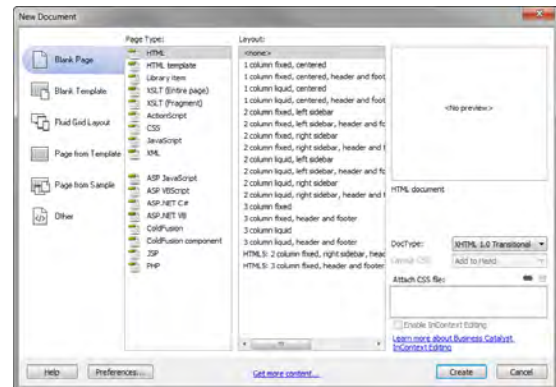 New Document
Blank Page
Blank Template
Fluid Grid Layout
Page from Template
Page from Sample
Other
Page Type:
HTML
HTML template
Library item
XSLT (Entire page)
XSLT (Fragment)
ActionScript
CSS
JavaScript
XML
ASP JavaScript
ASP VBScript
ASP.NET C#
ASP.NET VB
ColdFusion
ColdFusion component
JSP
PHP
Layout:
<none>
1 column fixed, centered
1 column fixed, centered, header and foot
1 column liquid, centered
1 column liquid, centered, header and foot
2 column fixed, left sidebar
2 column fixed, left sidebar, header and fo
2 column fixed, right sidebar
2 column fixed, right sidebar, header and f
2 column liquid, left sidebar
2 column liquid, left sidebar, header and fo
2 column liquid, right sidebar
2 column liquid, right sidebar, header and f
3 column fixed
3 column fixed, header and footer
3 column liquid
3 column liquid, header and footer
HTML5: 2 column fixed, right sidebar, head
HTML5: 3 column fixed, header and footer
<No preview>
HTML document
DocType: XHTML 1.0 Transitional
Layout CSS: Add to Head
Attach CSS file:
Enable InContext Editing
Learn more about Business Catalyst
InContext Editing
Help
Preferences...
Get more content...
Create
Cancel